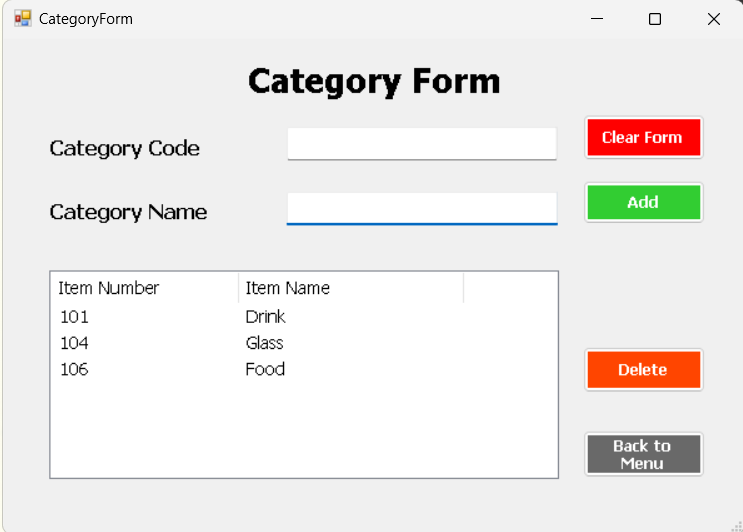 CategoryForm
Category Form
Category Code
Clear Form
Category Name
Add
Item Number Item Name
101 Drink
104 Glass
106 Food
Delete
Back to
Menu